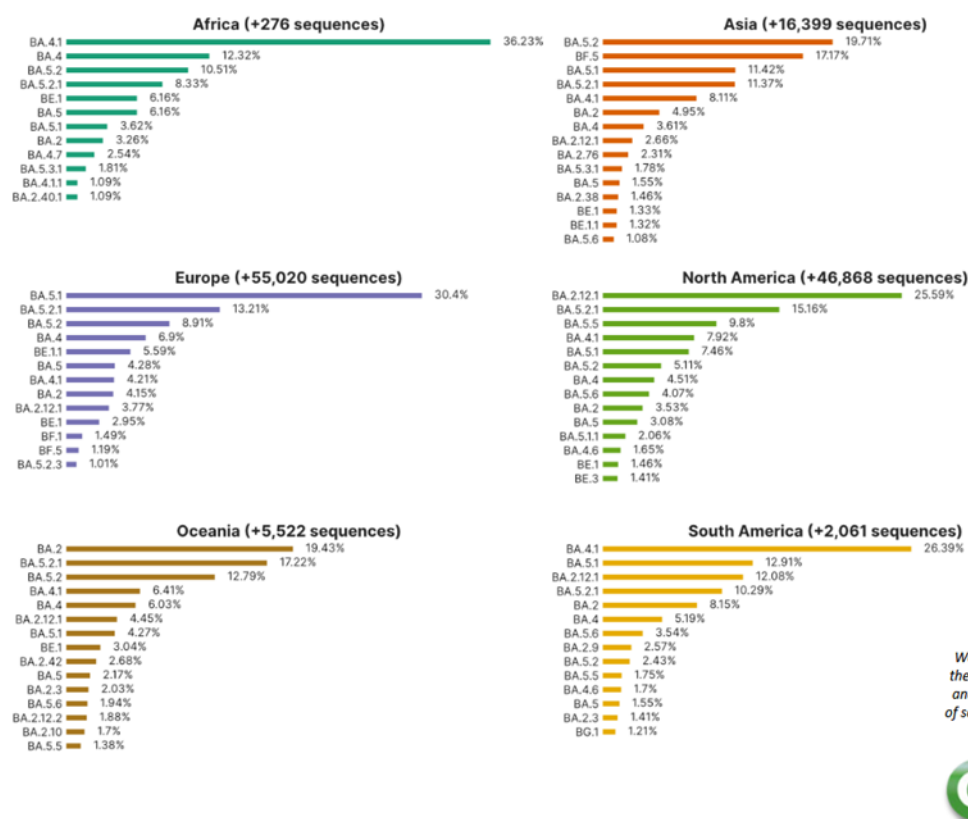 Africa (+276 sequences)
BA.4.1 36.23%
BA.4 12.32%
BA.5.2 10.51%
BA.5.2.1 8.33%
BE.1 6.16%
BA.5 6.16%
BA.5.1 3.62%
BA.2 3.26%
BA.4.7 2.54%
BA.5.3.1 1.81%
BA.4.1.1 1.09%
BA.2.40.1 1.09%
Asia (+16,399 sequences)
BA.5.2 19.71%
BF.5 17.17%
BA.5.1 11.42%
BA.5.2.1 11.37%
BA.4.1 8.11%
BA.2 4.95%
BA.4 3.61%
BA.2.12.1 2.66%
BA.2.76 2.31%
BA.5.3.1 1.78%
BA.5 1.55%
BA.2.38 1.46%
BE.1 1.33%
BE.1.1 1.32%
BA.5.6 1.08%
Europe (+55,020 sequences)
BA.5.1 30.4%
BA.5.2.1 13.21%
BA.5.2 8.91%
BA.4 6.9%
BE.1.1 5.59%
BA.5 4.28%
BA.4.1 4.21%
BA.2 4.15%
BA.2.12.1 3.77%
BE.1 2.95%
BF.1 1.49%
BF.5 1.19%
BA.5.2.3 1.01%
North America (+46,868 sequences)
BA.2.12.1 25.59%
BA.5.2.1 15.16%
BA.5.5 9.8%
BA.4.1 7.92%
BA.5.1 7.46%
BA.5.2 5.11%
BA.4 4.51%
BA.5.6 4.07%
BA.2 3.53%
BA.5 3.08%
BA.5.1.1 2.06%
BA.4.6 1.65%
BE.1 1.46%
BE.3 1.41%
Oceania (+5,522 sequences)
BA.2 19.43%
BA.5.2.1 17.22%
BA.5.2 12.79%
BA.4.1 6.41%
BA.4 6.03%
BA.2.12.1 4.45%
BA.5.1 4.27%
BE.1 3.04%
BA.2.42 2.68%
BA.5 2.17%
BA.2.3 2.03%
BA.5.6 1.94%
BA.2.12.2 1.88%
BA.2.10 1.7%
BA.5.5 1.38%
South America (+2,061 sequences)
BA.4.1 26.39%
BA.5.1 12.91%
BA.2.12.1 12.08%
BA.5.2.1 10.29%
BA.2 8.15%
BA.4 5.19%
BA.5.6 3.54%
BA.2.9 2.57%
BA.5.2 2.43%
BA.5.5 1.75%
BA.4.6 1.7%
BA.5 1.55%
BA.2.3 1.41%
BG.1 1.21%
the
of